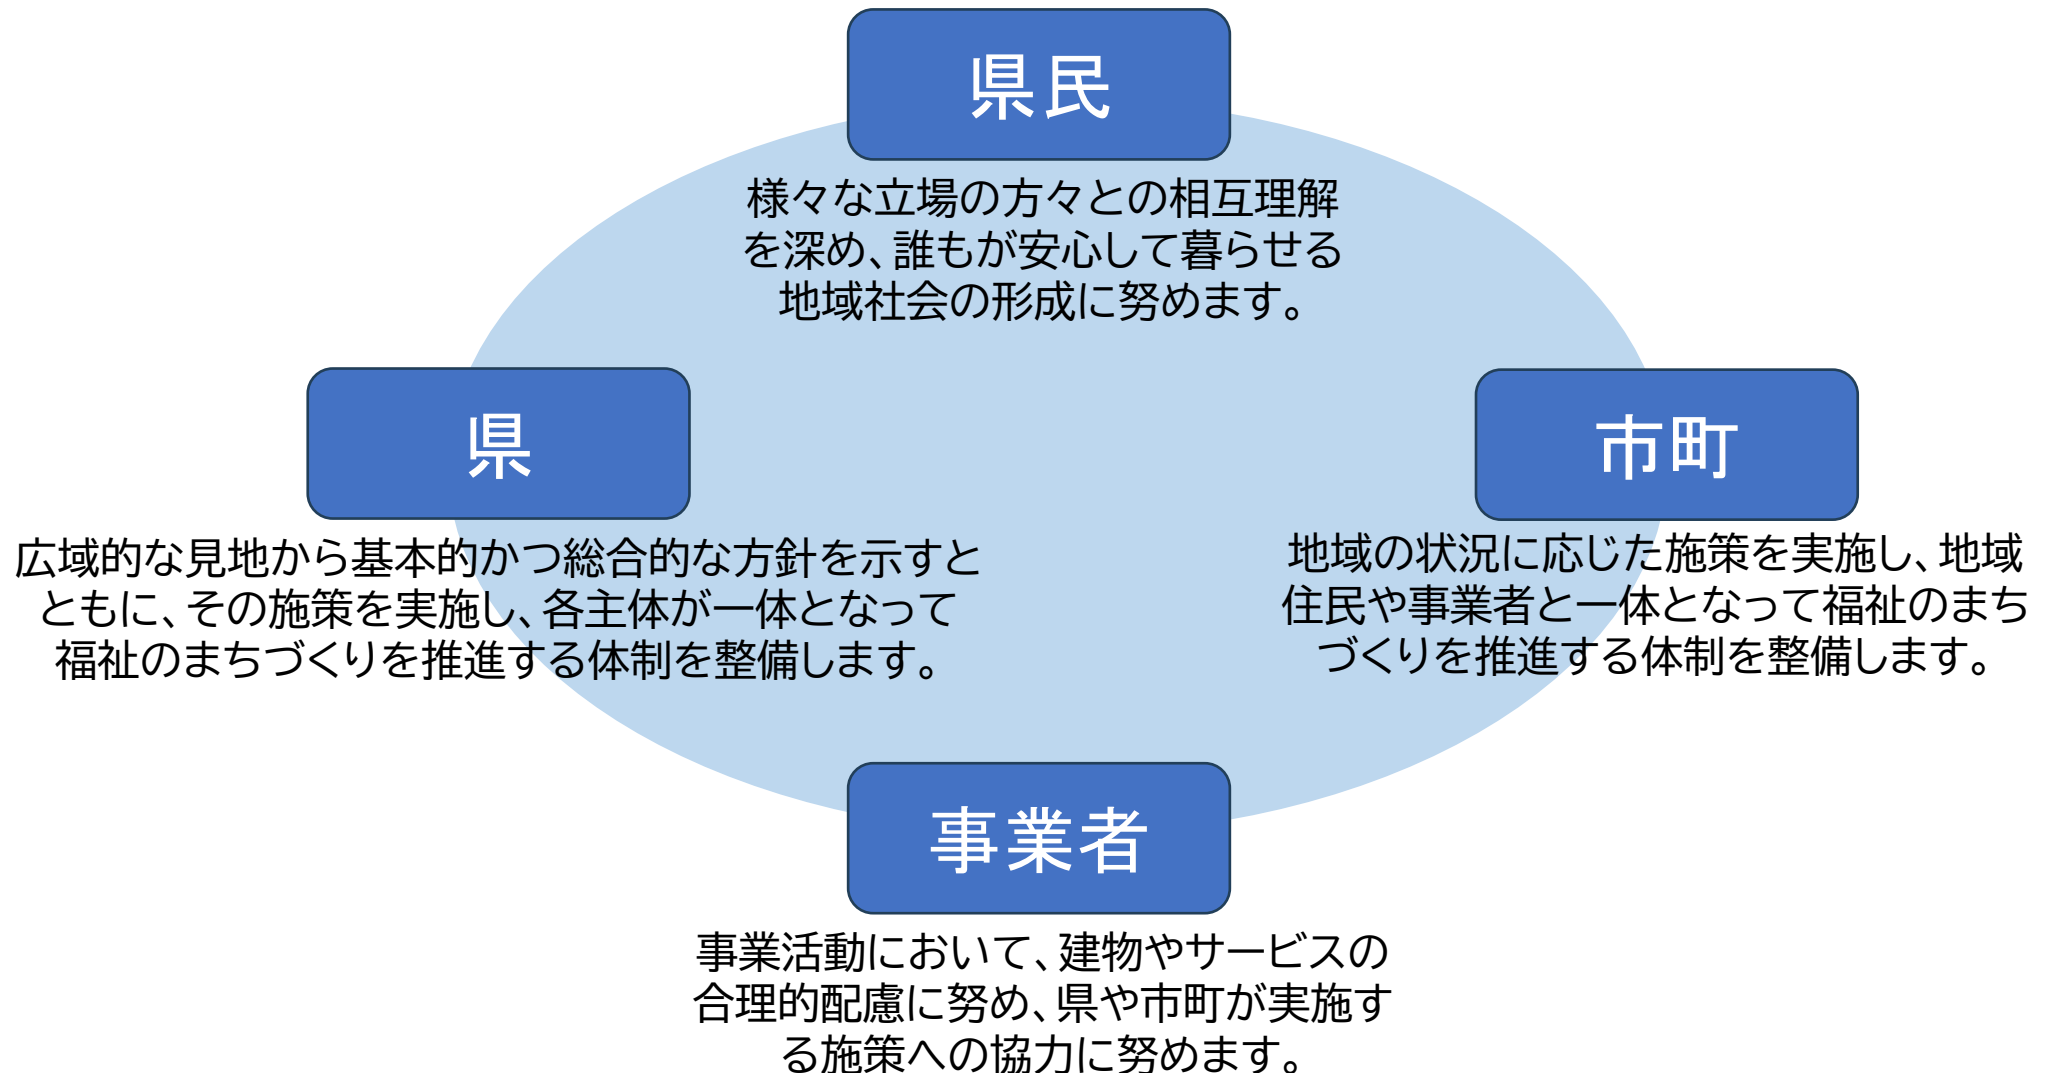 県民
様々な立場の方々との相互理解
を深め、誰もが安心して暮らせる
地域社会の形成に努めます。
県
広域的な見地から基本的かつ総合的な方針を示すと
ともに、その施策を実施し、各主体が一体となって
福祉のまちづくりを推進する体制を整備します。
市町
地域の状況に応じた施策を実施し、地域
住民や事業者と一体となって福祉のまち
づくりを推進する体制を整備します。
事業者
事業活動において、建物やサービスの
合理的配慮に努め、県や市町が実施す
る施策への協力に努めます。